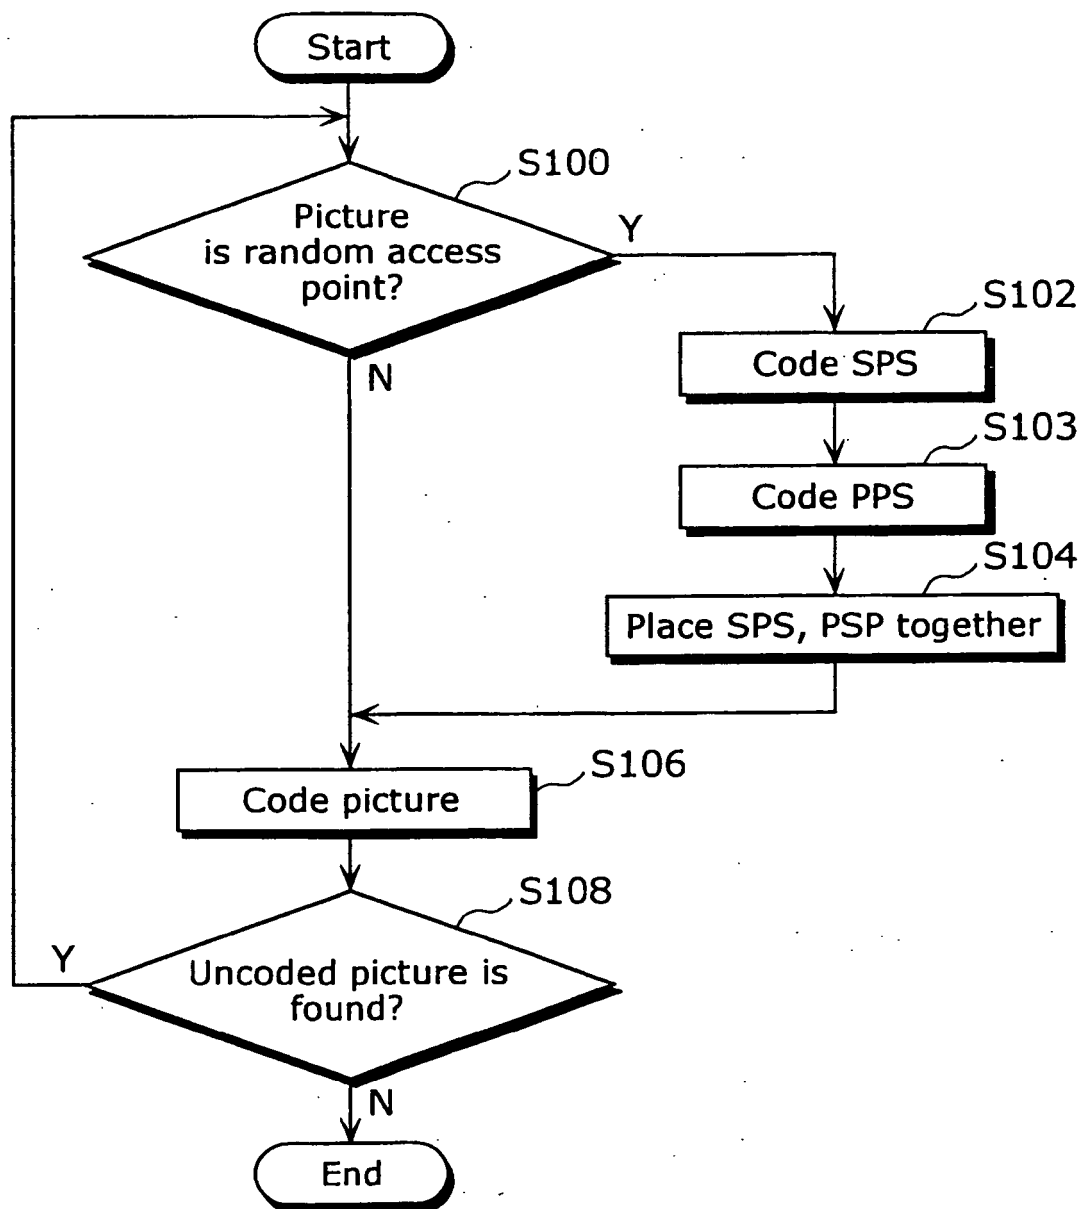 Start
S100
Picture
is random access
point?
Y
N
S102
Code SPS
S103
Code PPS
S104
Place SPS, PSP together
S106
Code picture
S108
Uncoded picture is
found?
Y
N
End